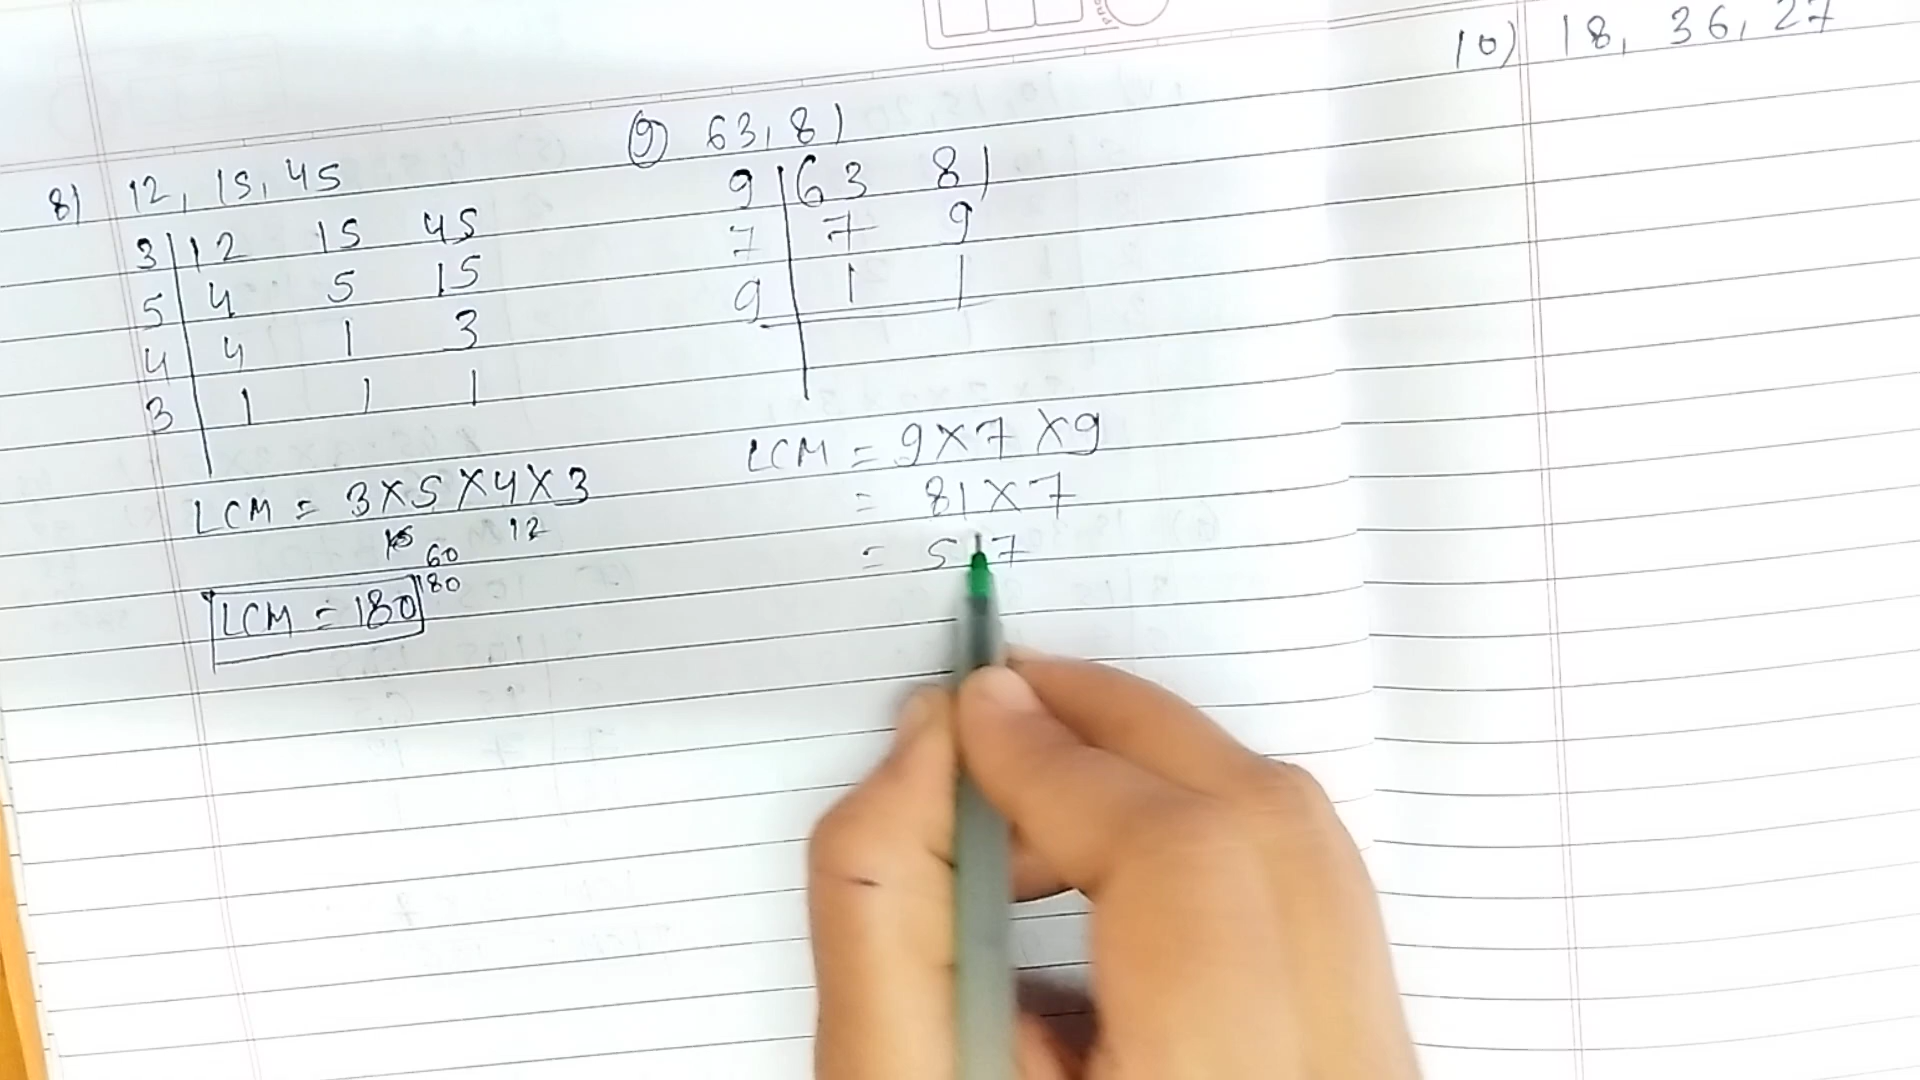 8) 12, 15, 45
3 12 15 45
5 4 5 15
4 4 1 3
3 1 1 1
LCM = 3×5×4×3
15 12
60
180
LCM = 180
9) 63, 81
9 63 81
7 7 9
9 1 1
LCM = 9×7×9
= 81×7
= 5 7
10) 18, 36, 27